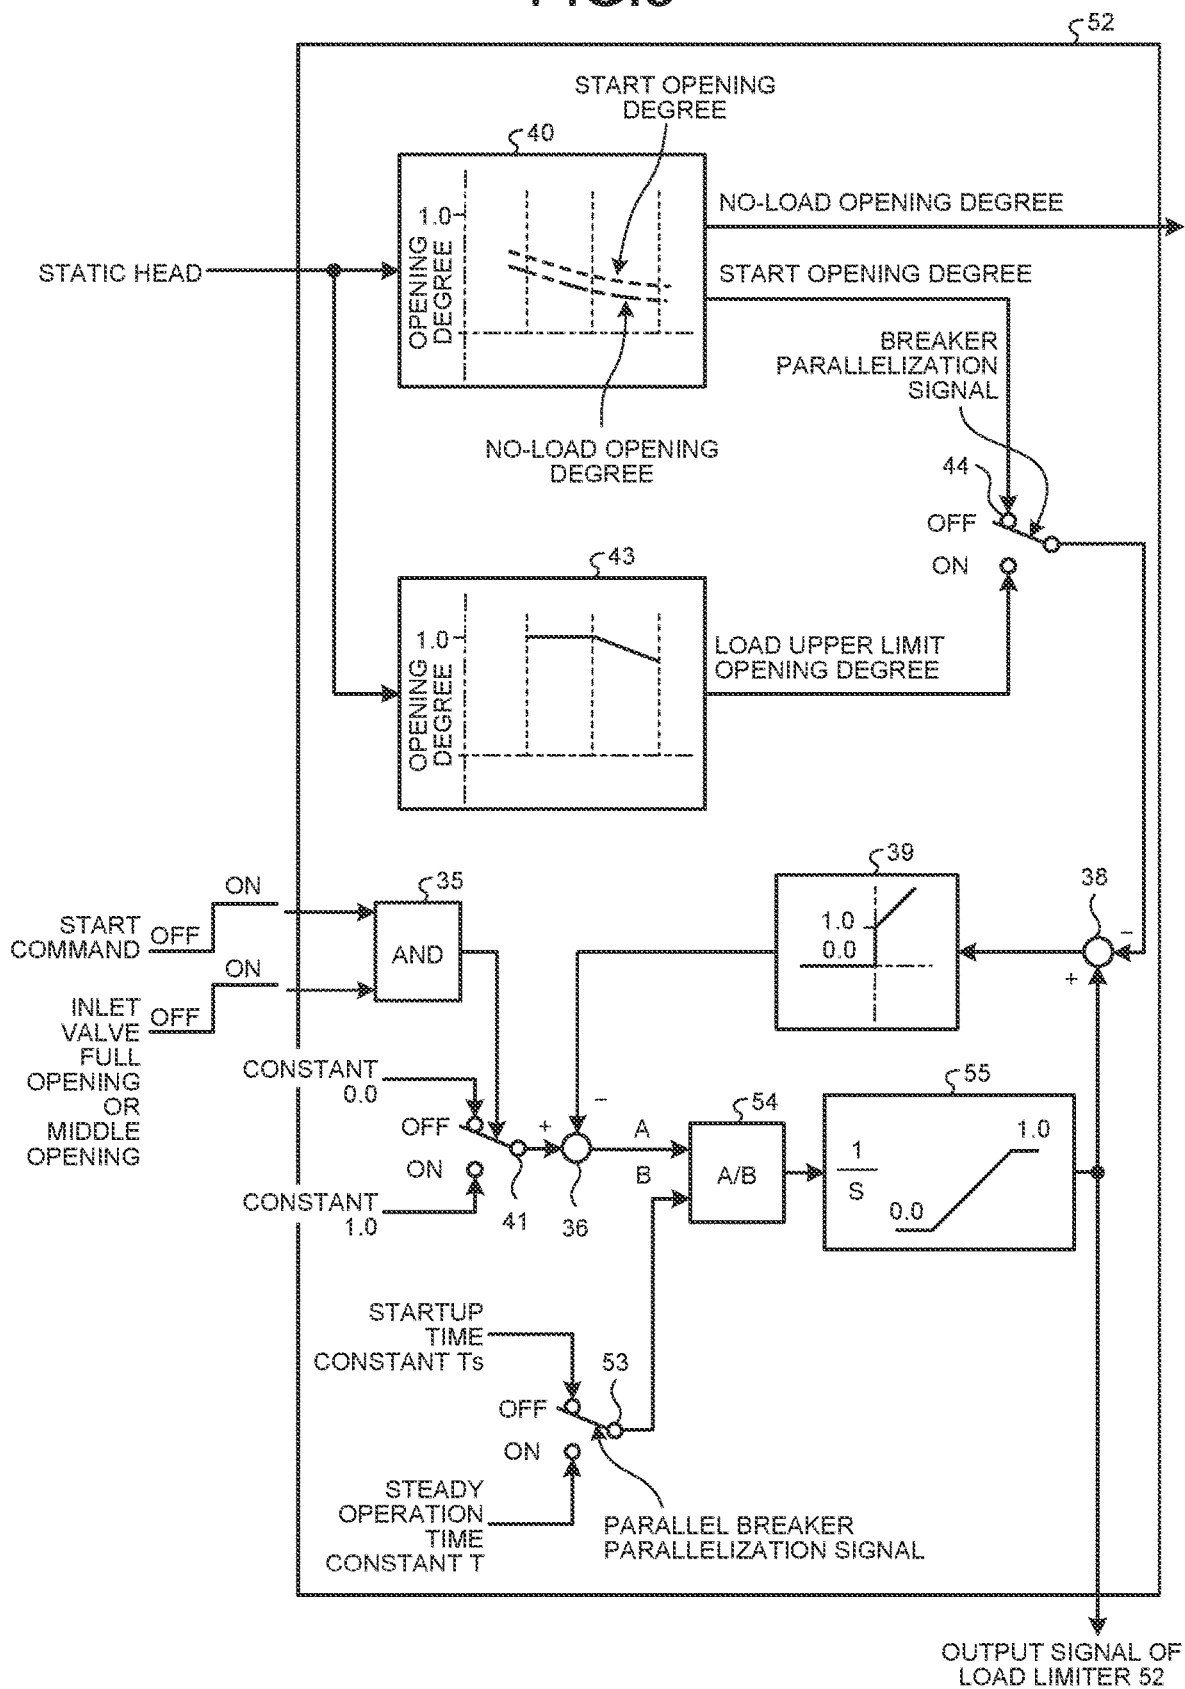 52
START OPENING
DEGREE
40
1.0
OPENING
DEGREE
NO-LOAD OPENING DEGREE
STATIC HEAD
START OPENING DEGREE
BREAKER
PARALLELIZATION
SIGNAL
NO-LOAD OPENING
DEGREE
44
OFF
ON
43
1.0
OPENING
DEGREE
LOAD UPPER LIMIT
OPENING DEGREE
39
1.0
0.0
38
−
+
35
AND
ON
START
COMMAND
OFF
ON
INLET
VALVE
FULL
OPENING
OR
MIDDLE
OPENING
OFF
CONSTANT
0.0
OFF
ON
CONSTANT
1.0
41
+
−
36
A
B
54
A/B
55
1
S
0.0
1.0
STARTUP
TIME
CONSTANT Ts
53
OFF
ON
STEADY
OPERATION
TIME
CONSTANT T
PARALLEL BREAKER
PARALLELIZATION SIGNAL
OUTPUT SIGNAL OF
LOAD LIMITER 52